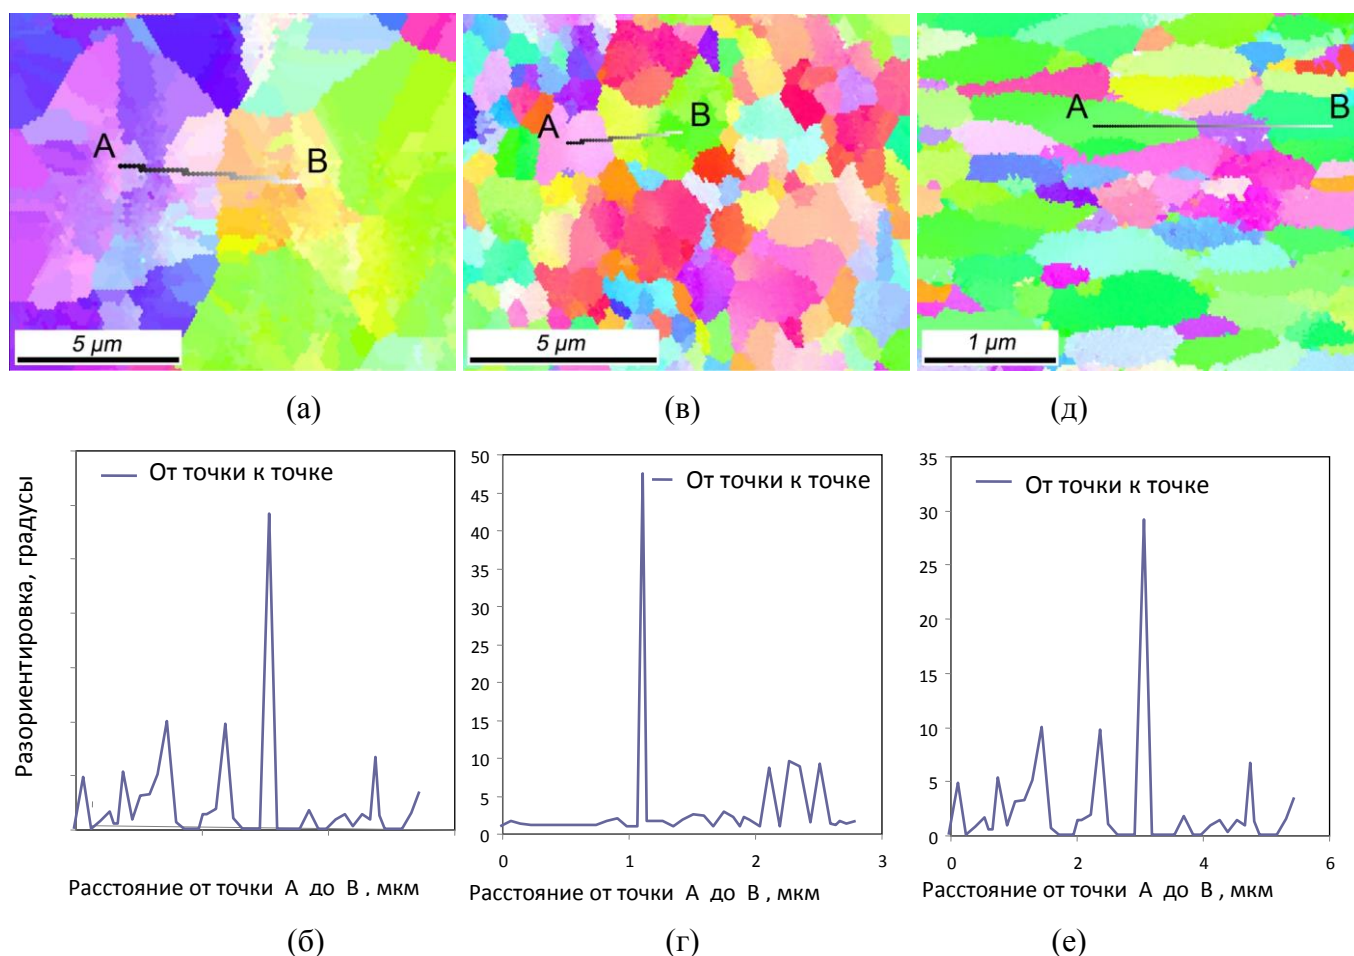 A
B
5 µm
A
B
5 µm
A
B
1 µm
(а)
(в)
(д)
Разориентировка, градусы
От точки к точке
Расстояние от точки А до В , мкм
50
45
40
35
30
25
20
15
10
5
0
От точки к точке
0
1
2
3
Расстояние от точки А до В , мкм
35
30
25
20
15
10
5
0
От точки к точке
0
2
4
6
Расстояние от точки А до В , мкм
(б)
(г)
(е)